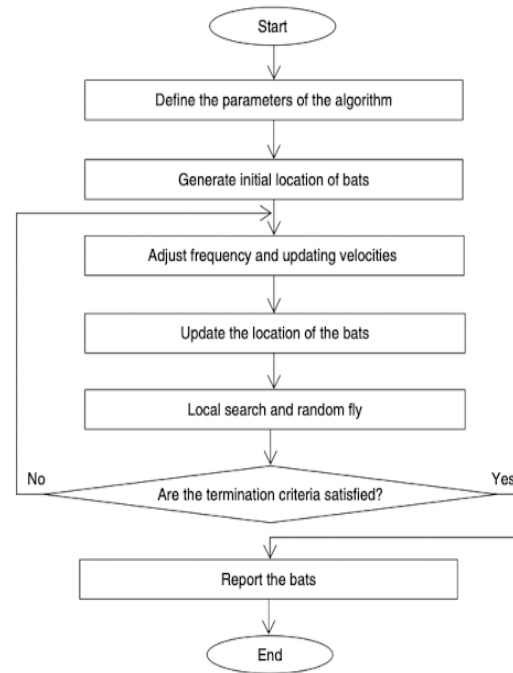 Start
Define the parameters of the algorithm
Generate initial location of bats
Adjust frequency and updating velocities
Update the location of the bats
Local search and random fly
No
Yes
Are the termination criteria satisfied?
Report the bats
End